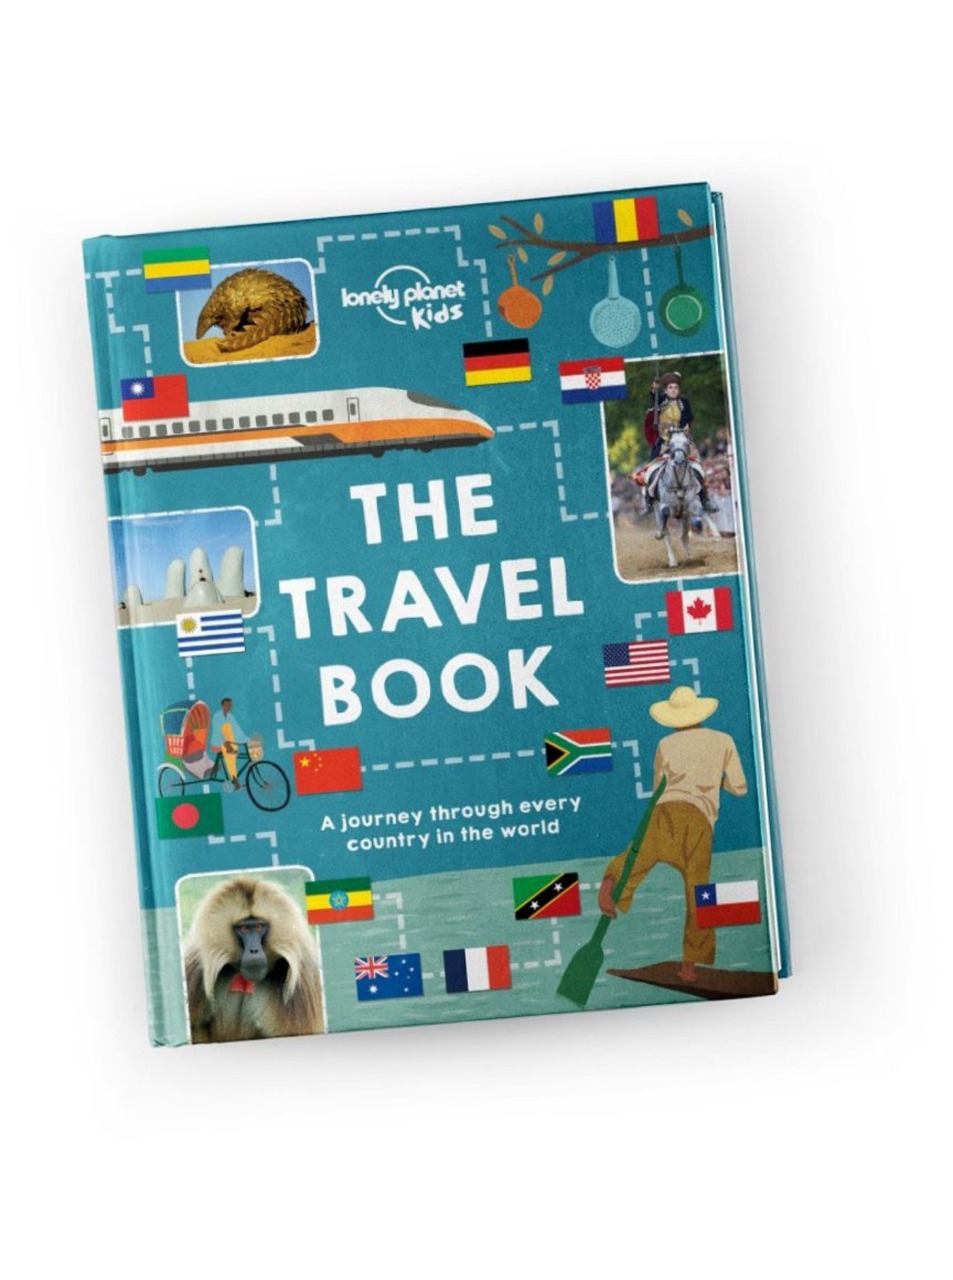 lonely planet
kids
THE
TRAVEL
BOOK
A journey through every
country in the world